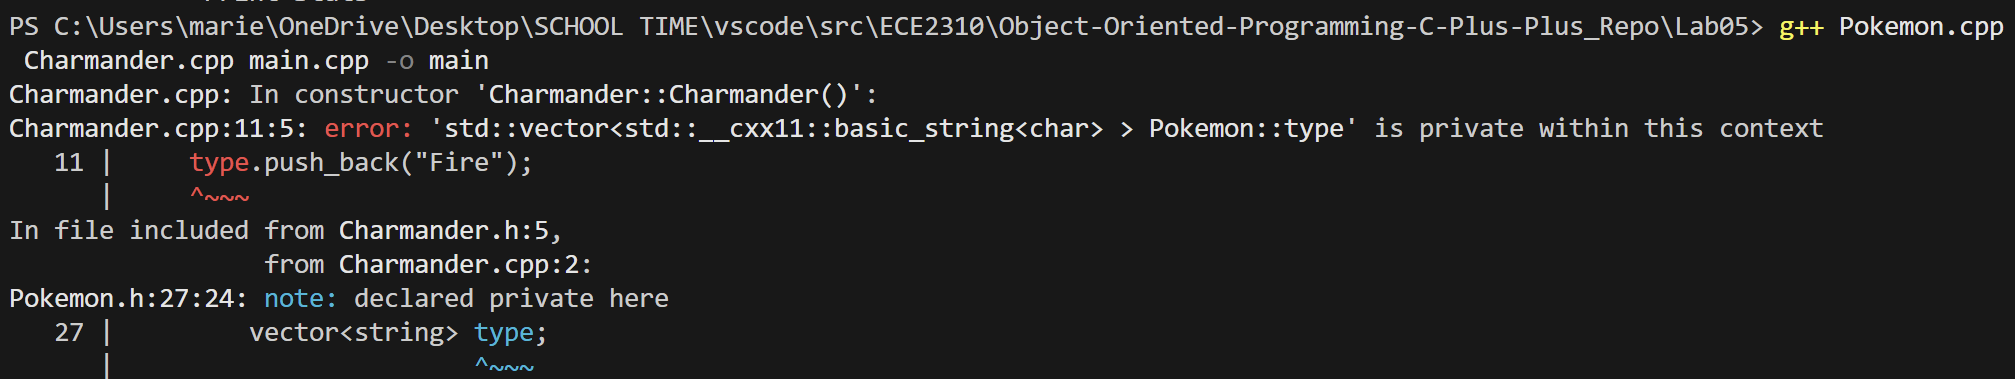 PS C:\Users\marie\OneDrive\Desktop\SCHOOL TIME\vscode\src\ECE2310\Object-Oriented-Programming-C-Plus-Plus_Repo\Lab05> g++ Pokemon.cpp
Charmander.cpp main.cpp -o main
Charmander.cpp: In constructor 'Charmander::Charmander()':
Charmander.cpp:11:5: error: 'std::vector<std::__cxx11::basic_string<char> > Pokemon::type' is private within this context
11 | type.push_back("Fire");
| ^~~~
In file included from Charmander.h:5,
from Charmander.cpp:2:
Pokemon.h:27:24: note: declared private here
27 | vector<string> type;
| ^~~~